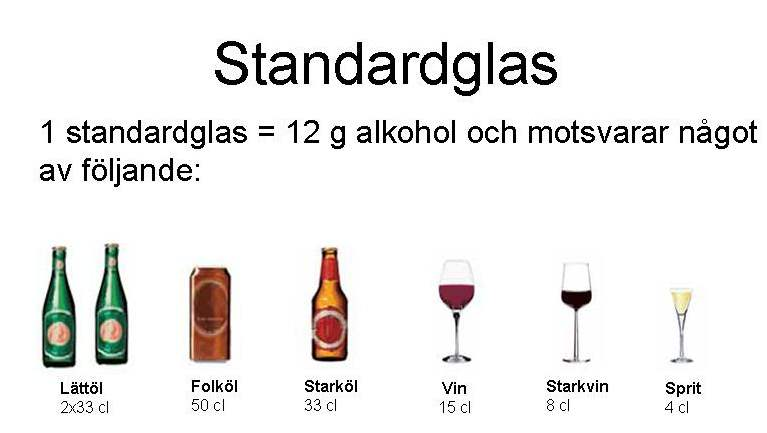 Standardglas
1 standardglas = 12 g alkohol och motsvarar något
av följande:
Lättöl
2x33 cl
Folköl
50 cl
Starköl
33 cl
Vin
15 cl
Starkvin
8 cl
Sprit
4 cl